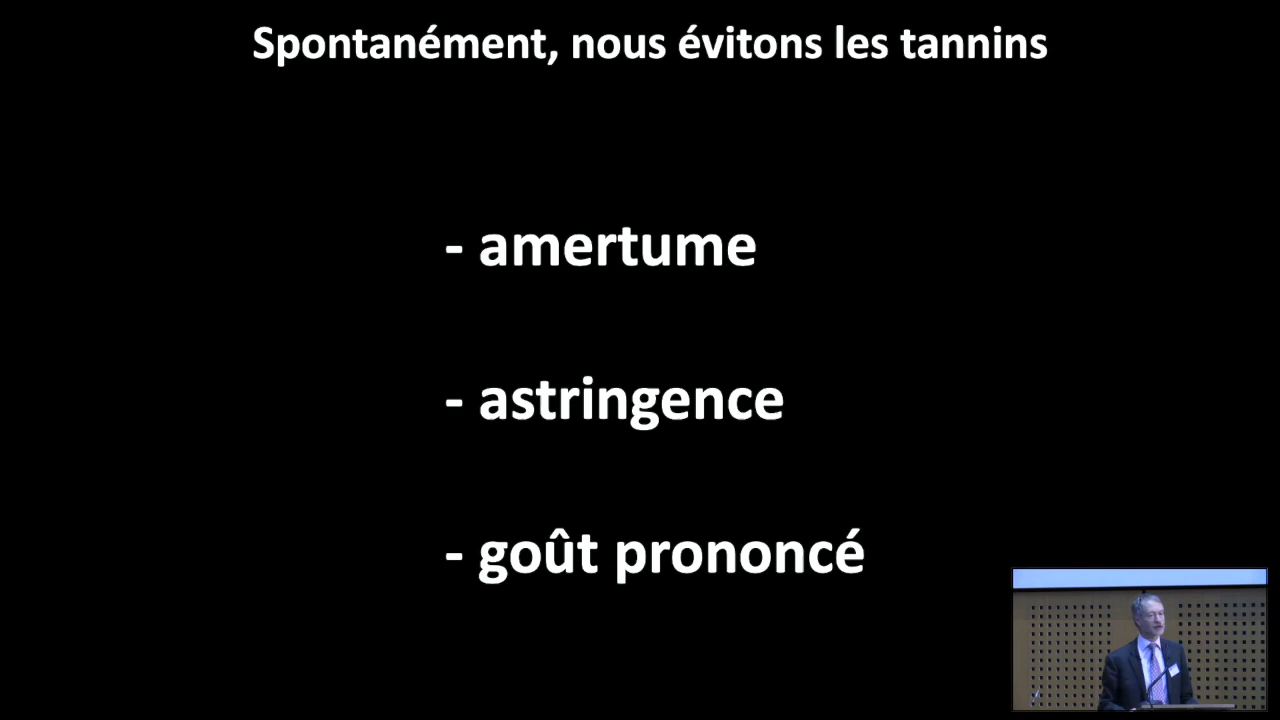 Spontanément, nous évitons les tannins
- amertume
- astringence
- goût prononcé